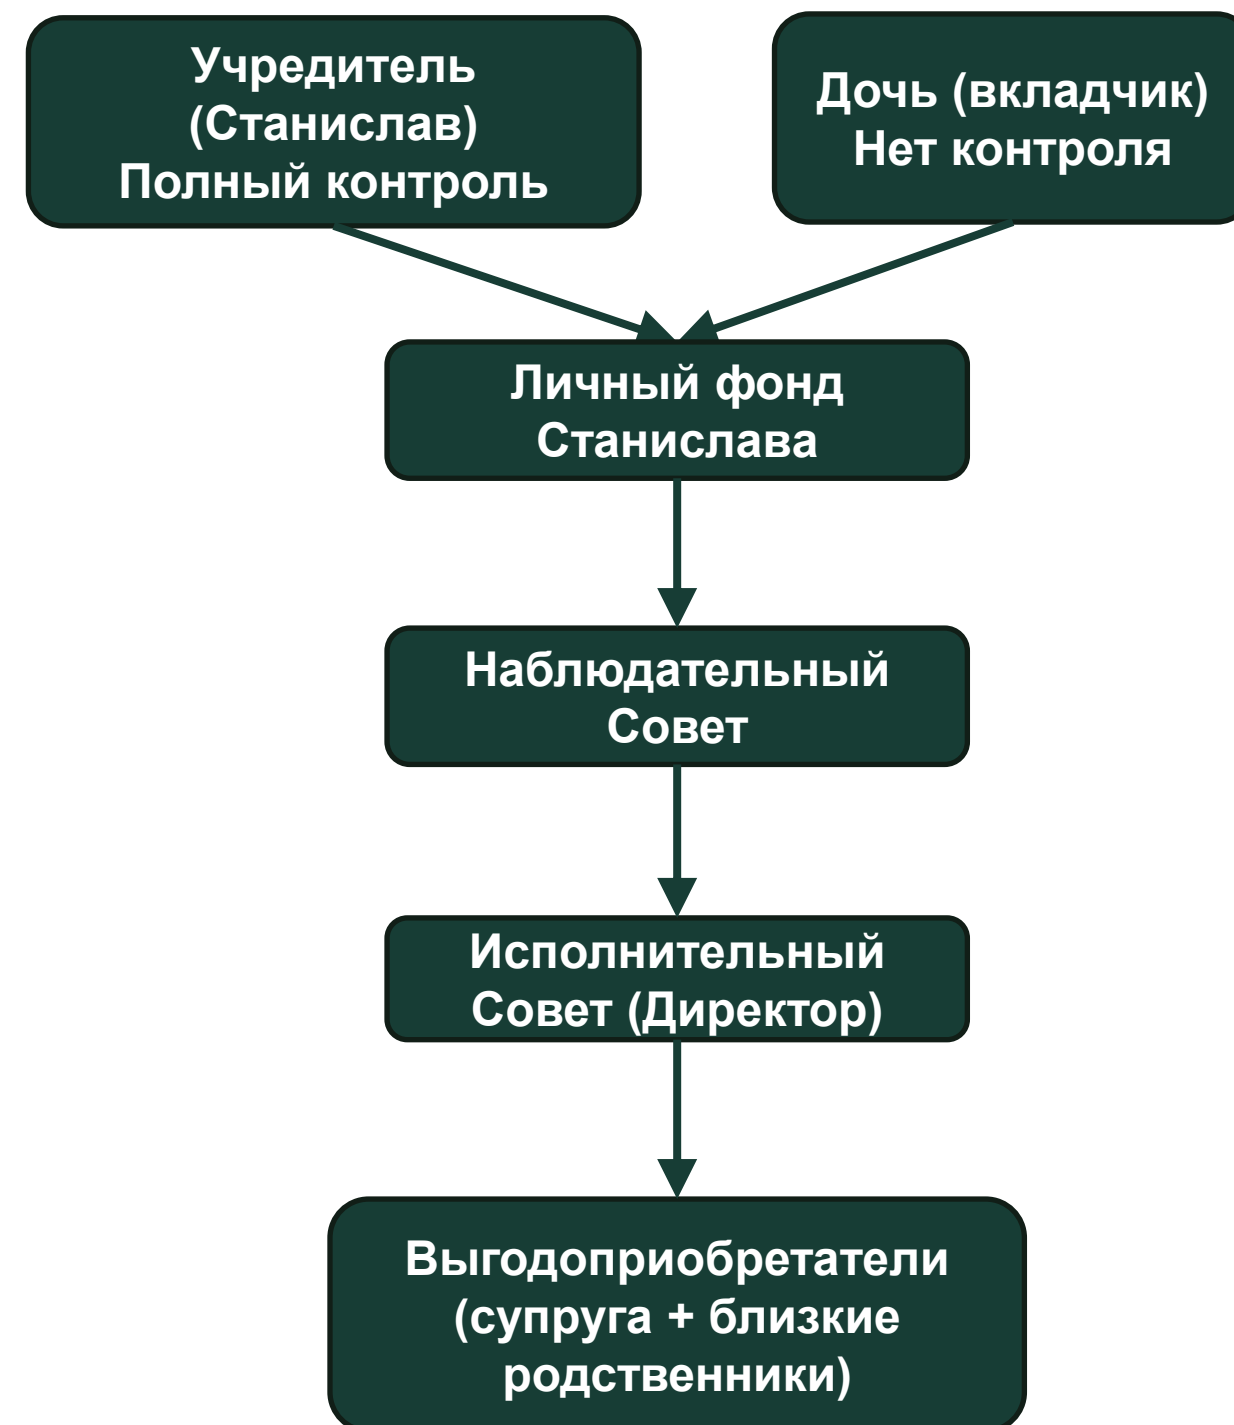 Учредитель
(Станислав)
Полный контроль
Дочь (вкладчик)
Нет контроля
Личный фонд
Станислава
Наблюдательный
Совет
Исполнительный
Совет (Директор)
Выгодоприобретатели
(супруга + близкие
родственники)